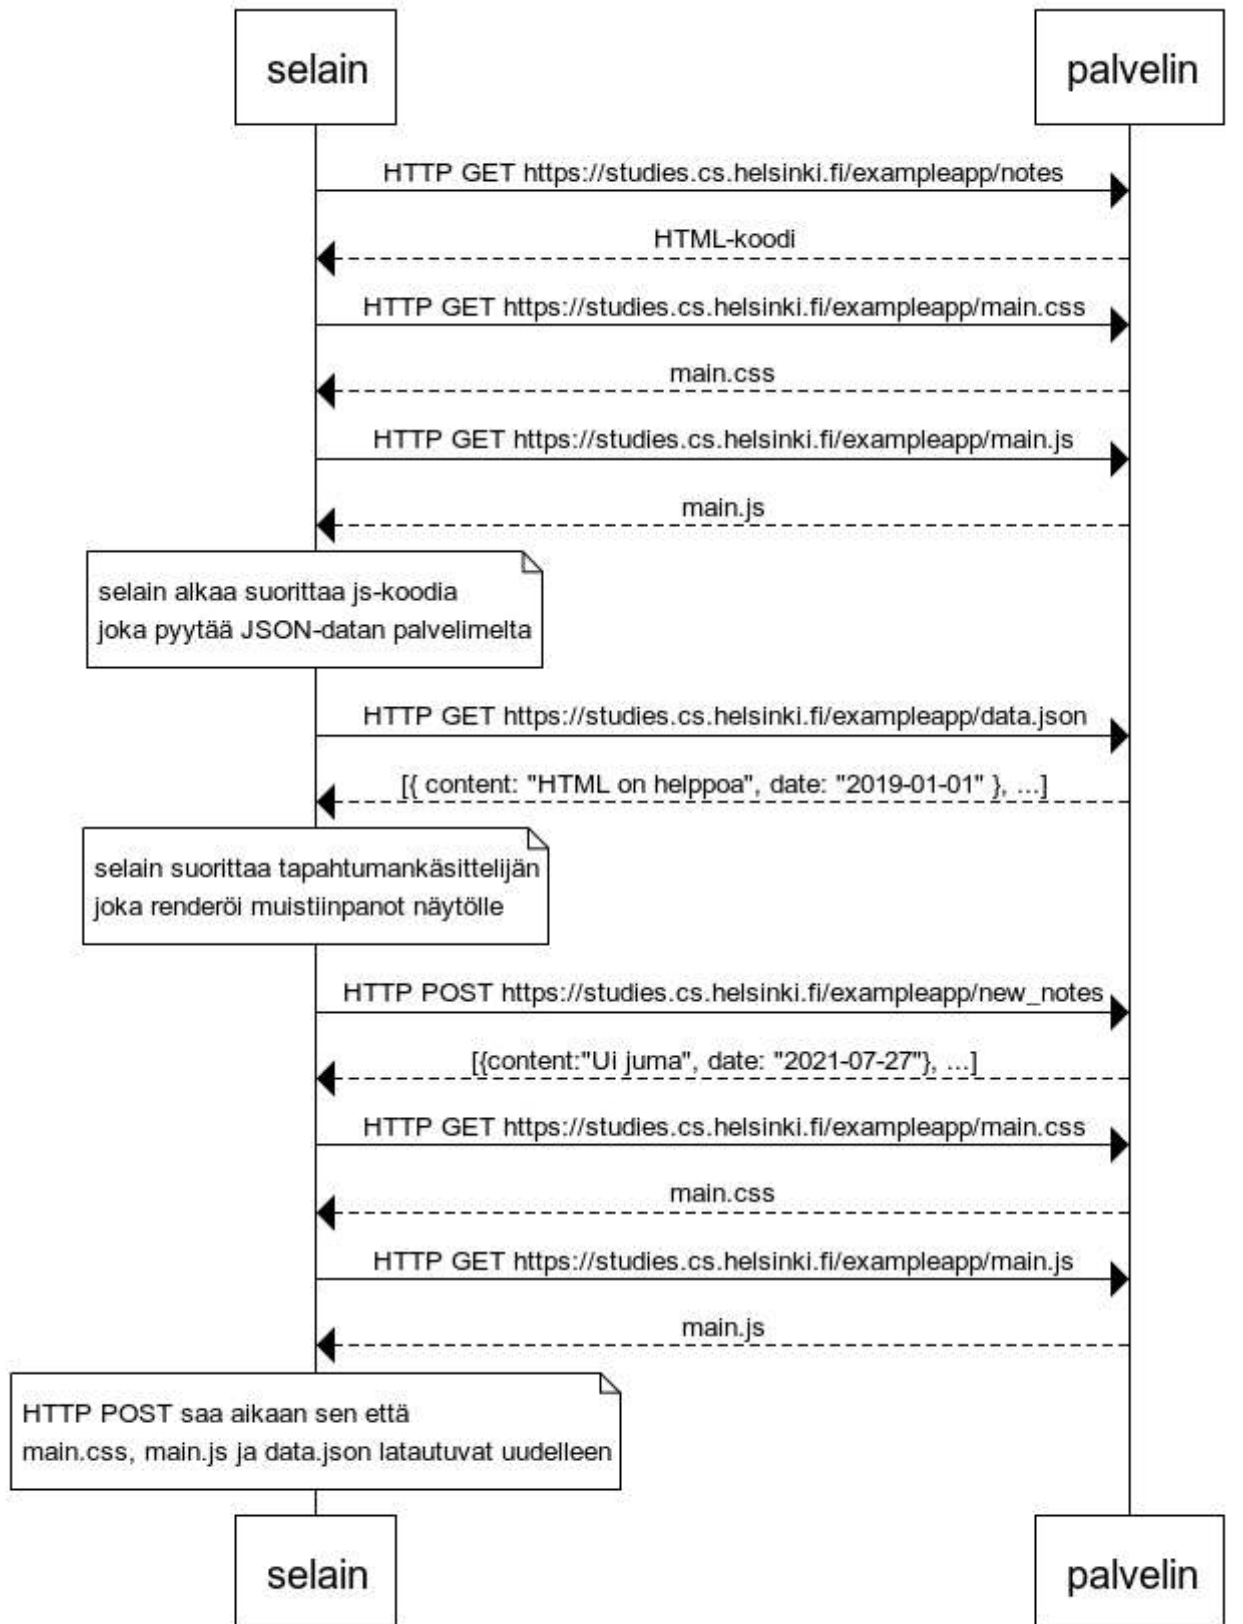 selain
palvelin
HTTP GET https://studies.cs.helsinki.fi/exampleapp/notes
HTML-koodi
HTTP GET https://studies.cs.helsinki.fi/exampleapp/main.css
main.css
HTTP GET https://studies.cs.helsinki.fi/exampleapp/main.js
main.js
selain alkaa suorittaa js-koodia
joka pyytää JSON-datan palvelimelta
HTTP GET https://studies.cs.helsinki.fi/exampleapp/data.json
[{ content: "HTML on helppoa", date: "2019-01-01" }, ...]
selain suorittaa tapahtumankäsittelijän
joka renderöi muistiinpanot näytölle
HTTP POST https://studies.cs.helsinki.fi/exampleapp/new_notes
[{content:"Ui juma", date: "2021-07-27"}, ...]
HTTP GET https://studies.cs.helsinki.fi/exampleapp/main.css
main.css
HTTP GET https://studies.cs.helsinki.fi/exampleapp/main.js
main.js
HTTP POST saa aikaan sen että
main.css, main.js ja data.json latautuvat uudelleen
selain
palvelin